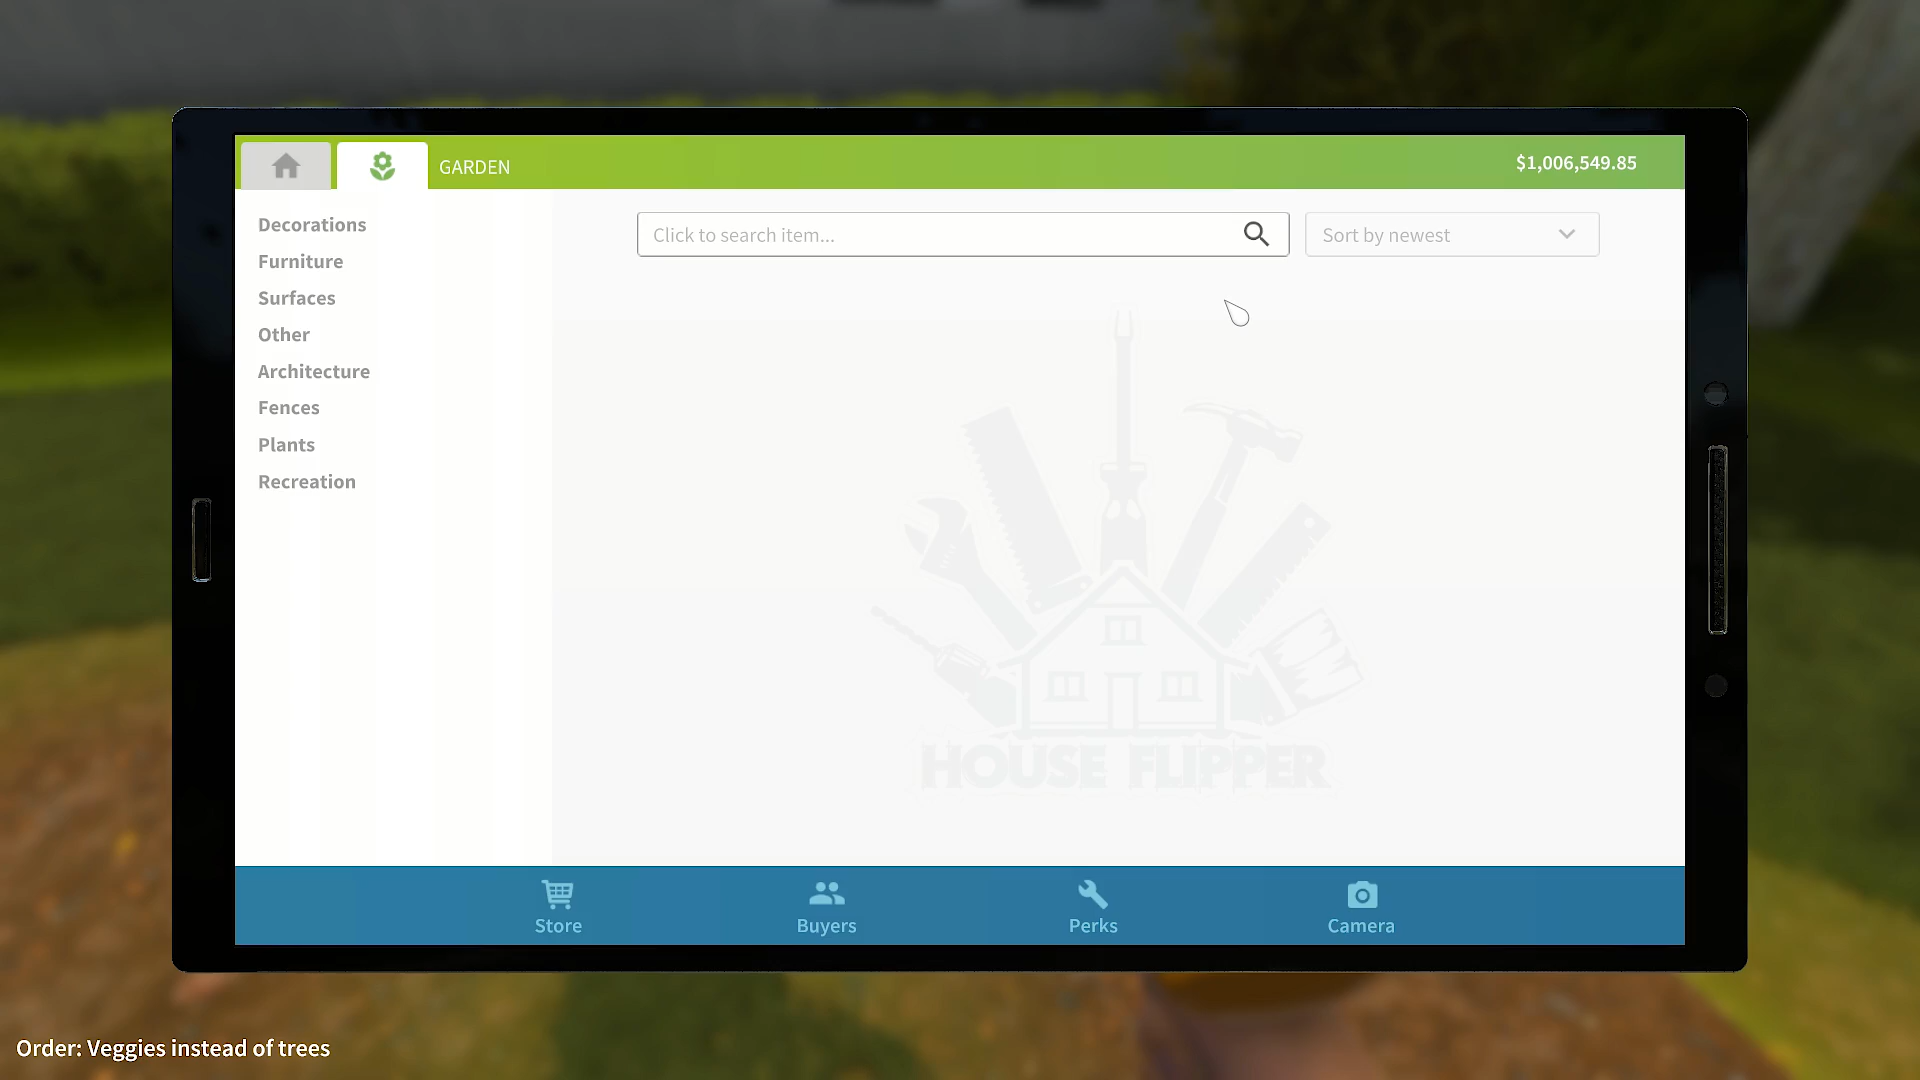 GARDEN
$1,006,549.85
Decorations
Furniture
Surfaces
Other
Architecture
Fences
Plants
Recreation
Click to search item...
Sort by newest
HOUSE FLIPPER
Store
Buyers
Perks
Camera
Order: Veggies instead of trees